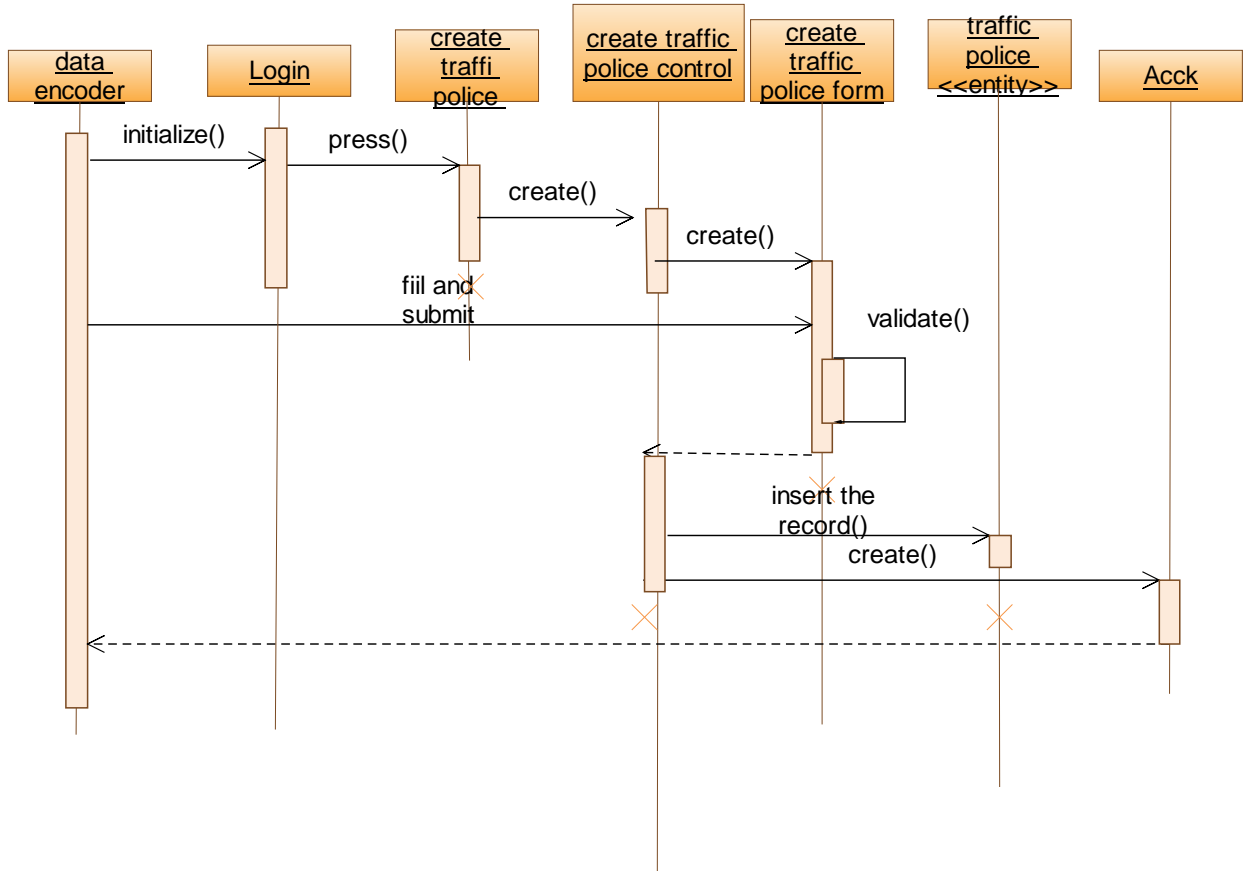 data
encoder
Login
create
traffi
police
create traffic
police control
create
traffic
police form
traffic
police
<<entity>>
Acck
initialize()
press()
create()
create()
fiil and
submit
validate()
insert the
record()
create()